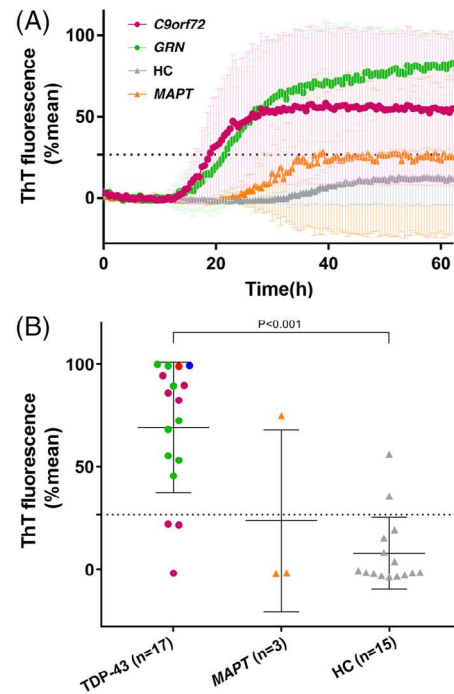 (A)
C9orf72
GRN
HC
MAPT
ThT fluorescence
(%mean)
100
50
0
0 20 40 60
Time(h)
(B)
P<0.001
ThT fluorescence
(%mean)
100
50
0
TDP-43 (n=17)
MAPT (n=3)
HC (n=15)